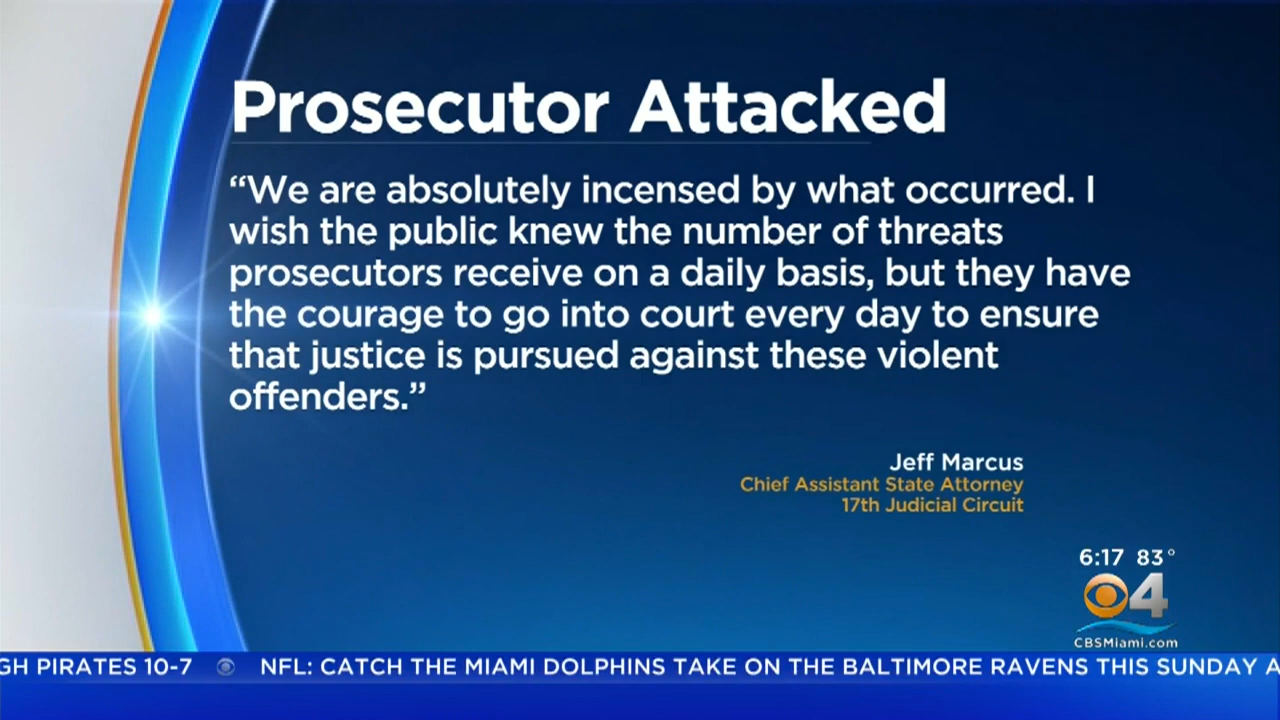 Prosecutor Attacked
“We are absolutely incensed by what occurred. I
wish the public knew the number of threats
prosecutors receive on a daily basis, but they have
the courage to go into court every day to ensure
that justice is pursued against these violent
offenders.”
Jeff Marcus
Chief Assistant State Attorney
17th Judicial Circuit
6:17 83°
4
CBSMiami.com
GH PIRATES 10-7 NFL: CATCH THE MIAMI DOLPHINS TAKE ON THE BALTIMORE RAVENS THIS SUNDAY A